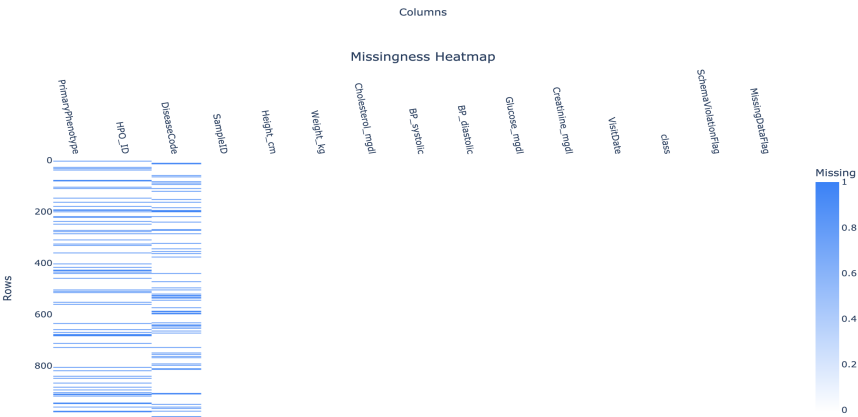 Columns
Missingness Heatmap
PrimaryPhenotype
HPO_ID
DiseaseCode
SampleID
Height_cm
Weight_kg
Cholesterol_mgdl
BP_systolic
BP_diastolic
Glucose_mgdl
Creatinine_mgdl
VisitDate
class
SchemaViolationFlag
MissingDataFlag
Rows
0
200
400
600
800
Missing
1
0.8
0.6
0.4
0.2
0